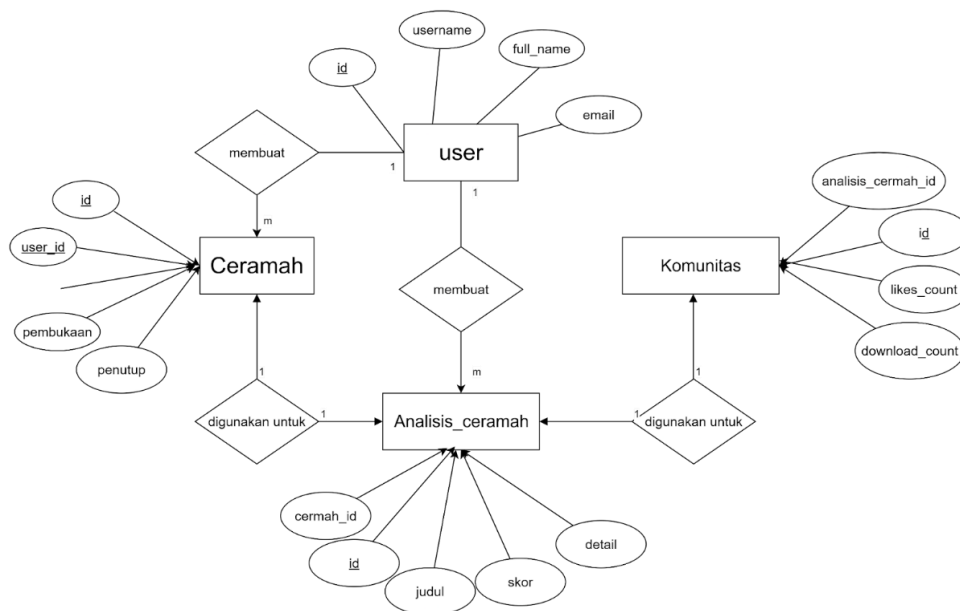 username
full_name
id
email
user
membuat
1
1
m
id
user_id
Ceramah
pembukaan
penutup
membuat
m
analisis_cermah_id
id
Komunitas
likes_count
download_count
1
digunakan untuk
1
Analisis_ceramah
1
digunakan untuk
1
cermah_id
id
judul
skor
detail